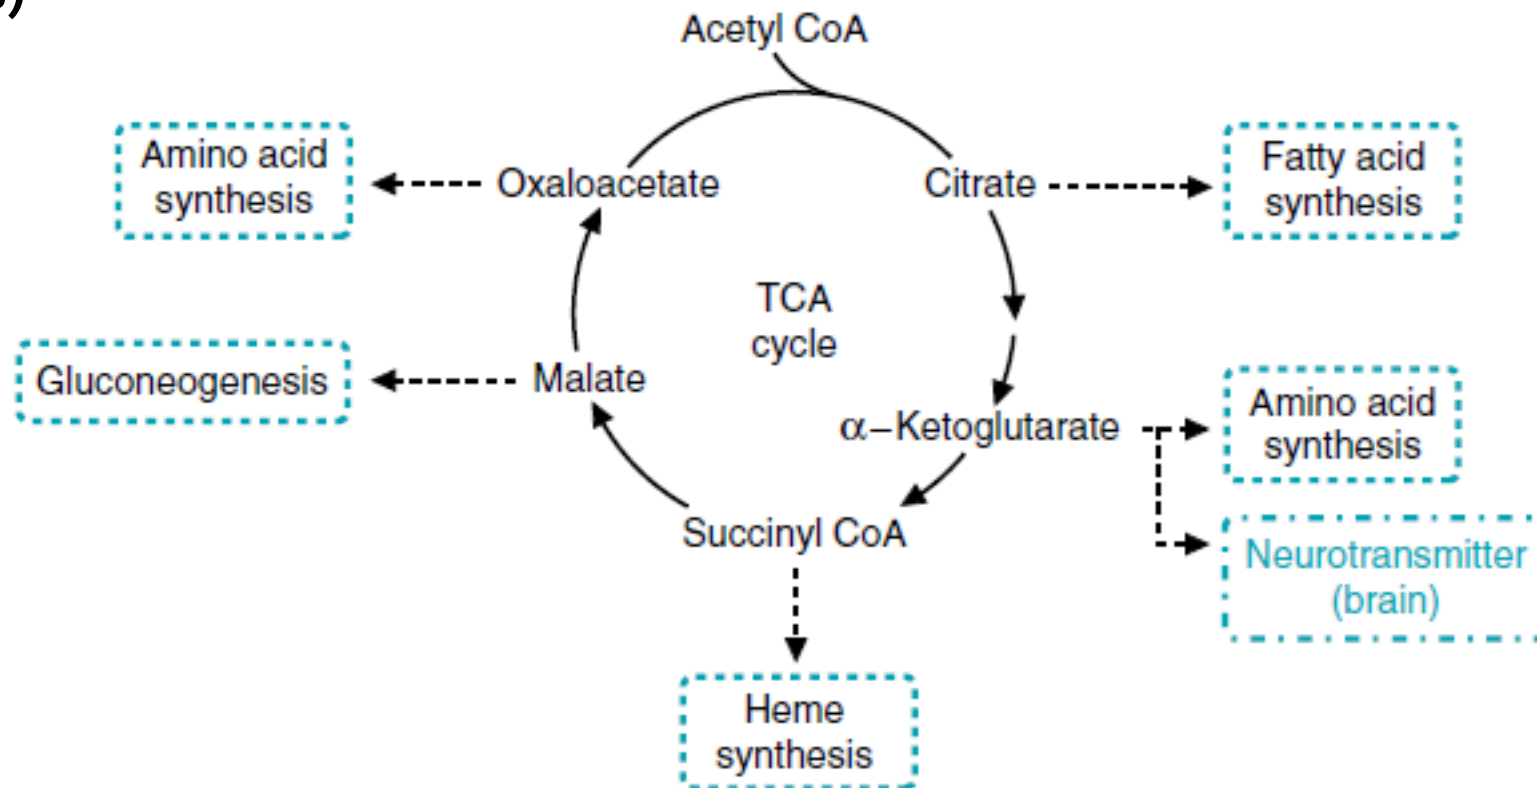 )
Acetyl CoA
Amino acid
synthesis
Oxaloacetate
Citrate
Fatty acid
synthesis
TCA
cycle
Gluconeogenesis
Malate
α–Ketoglutarate
Amino acid
synthesis
Succinyl CoA
Neurotransmitter
(brain)
Heme
synthesis